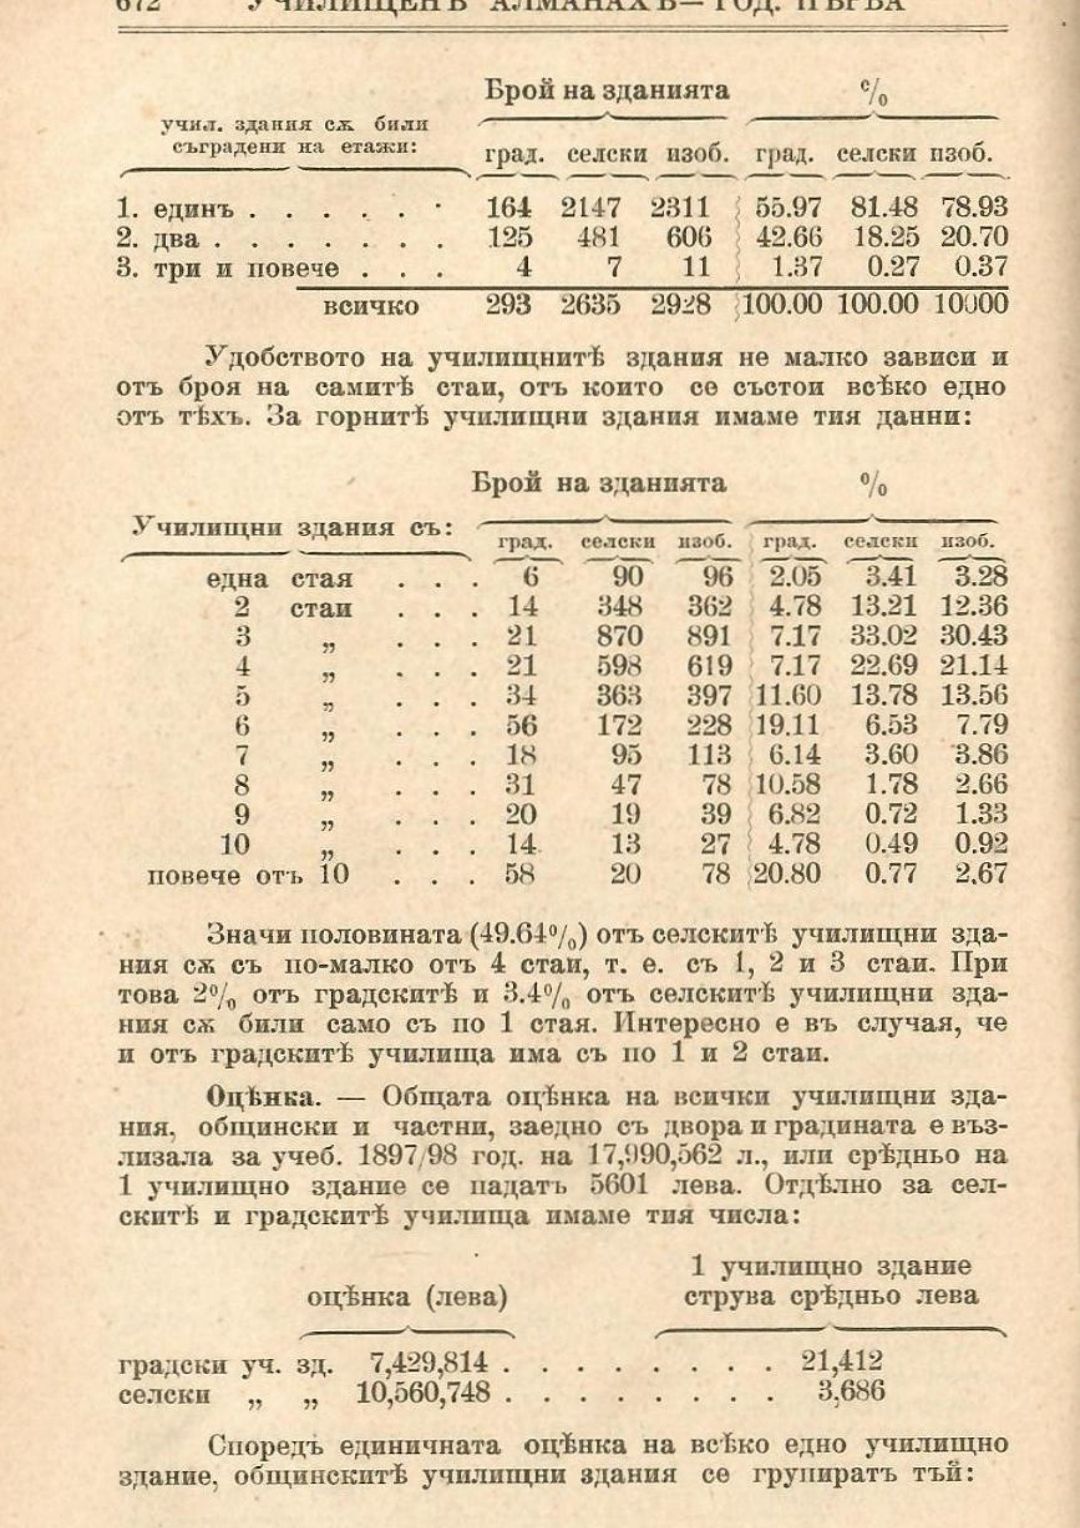 672 УЧИЛИЩЕНЪ АЛМАНАХЪ — ГОД. ПЪРВА
Брой на зданията %
учил. здания сѫ били
съградени на етажи:
град. селски изоб. град. селски изоб.
1. единъ . . . . . . 164 2147 2311 55.97 81.48 78.93
2. два . . . . . . . 125 481 606 42.66 18.25 20.70
3. три и повече . . . 4 7 11 1.37 0.27 0.37
всичко 293 2635 2928 100.00 100.00 10000
Удобството на училищнитѣ здания не малко зависи и
отъ броя на самитѣ стаи, отъ които се състои всѣко едно
отъ тѣхъ. За горнитѣ училищни здания имаме тия данни:
Брой на зданията %
Училищни здания съ:
град. селски изоб. град. селски изоб.
една стая . . . 6 90 96 2.05 3.41 3.28
2 стаи . . . 14 348 362 4.78 13.21 12.36
3 „ . . . 21 870 891 7.17 33.02 30.43
4 „ . . . 21 598 619 7.17 22.69 21.14
5 „ . . . 34 363 397 11.60 13.78 13.56
6 „ . . . 56 172 228 19.11 6.53 7.79
7 „ . . . 18 95 113 6.14 3.60 3.86
8 „ . . . 31 47 78 10.58 1.78 2.66
9 „ . . . 20 19 39 6.82 0.72 1.33
10 „ . . . 14 13 27 4.78 0.49 0.92
повече отъ 10 . . . 58 20 78 20.80 0.77 2.67
Значи половината (49.64%) отъ селскитѣ училищни зда-
ния сѫ съ по-малко отъ 4 стаи, т. е. съ 1, 2 и 3 стаи. При
това 2% отъ градскитѣ и 3.4% отъ селскитѣ училищни зда-
ния сѫ били само съ по 1 стая. Интересно е въ случая, че
и отъ градскитѣ училища има съ по 1 и 2 стаи.
Оцѣнка. — Общата оцѣнка на всички училищни зда-
ния, общински и частни, заедно съ двора и градината е въз-
лизала за учеб. 1897/98 год. на 17,990,562 л., или срѣдньо на
1 училищно здание се падатъ 5601 лева. Отдѣлно за сел-
скитѣ и градскитѣ училища имаме тия числа:
1 училищно здание
оцѣнка (лева) струва срѣдньо лева
градски уч. зд. 7,429,814 . . . . . . . . 21,412
селски „ „ 10,560,748 . . . . . . . . 3,686
Споредъ единичната оцѣнка на всѣко едно училищно
здание, общинскитѣ училищни здания се групиратъ тъй: